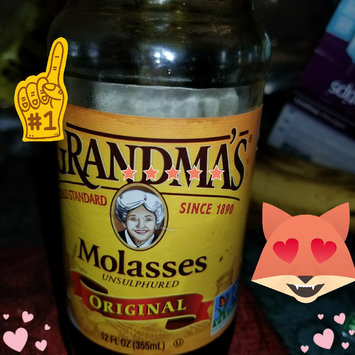 #1
GRANDMA'S
GOLD STANDARD
SINCE 1890
Molasses
UNSULPHURED
ORIGINAL
12 FL OZ (355mL)
U